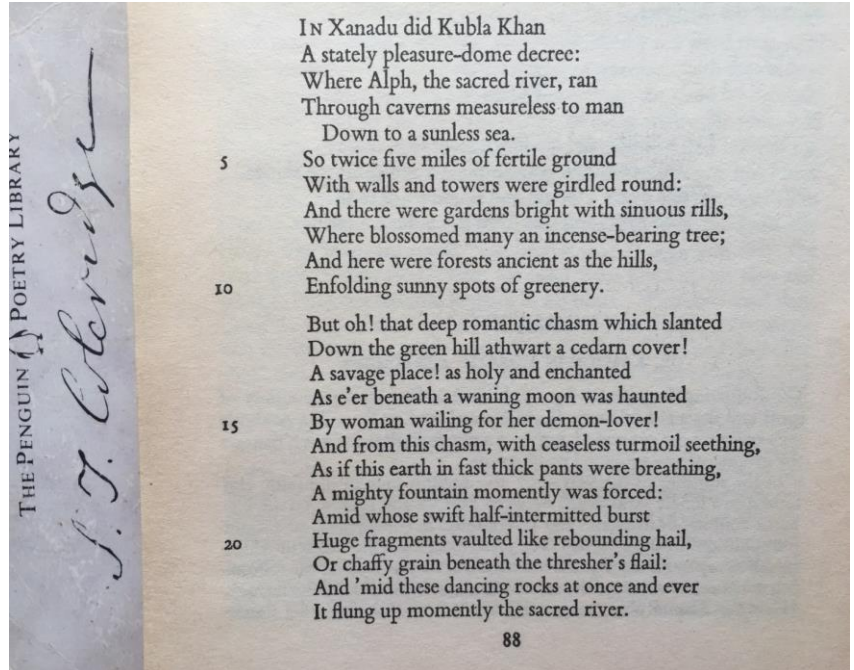 THE PENGUIN POETRY LIBRARY
S. T. Coleridge
IN Xanadu did Kubla Khan
A stately pleasure-dome decree:
Where Alph, the sacred river, ran
Through caverns measureless to man
Down to a sunless sea.
5 So twice five miles of fertile ground
With walls and towers were girdled round:
And there were gardens bright with sinuous rills,
Where blossomed many an incense-bearing tree;
And here were forests ancient as the hills,
10 Enfolding sunny spots of greenery.
But oh! that deep romantic chasm which slanted
Down the green hill athwart a cedarn cover!
A savage place! as holy and enchanted
As e'er beneath a waning moon was haunted
15 By woman wailing for her demon-lover!
And from this chasm, with ceaseless turmoil seething,
As if this earth in fast thick pants were breathing,
A mighty fountain momently was forced:
Amid whose swift half-intermitted burst
20 Huge fragments vaulted like rebounding hail,
Or chaffy grain beneath the thresher's flail:
And 'mid these dancing rocks at once and ever
It flung up momently the sacred river.
88